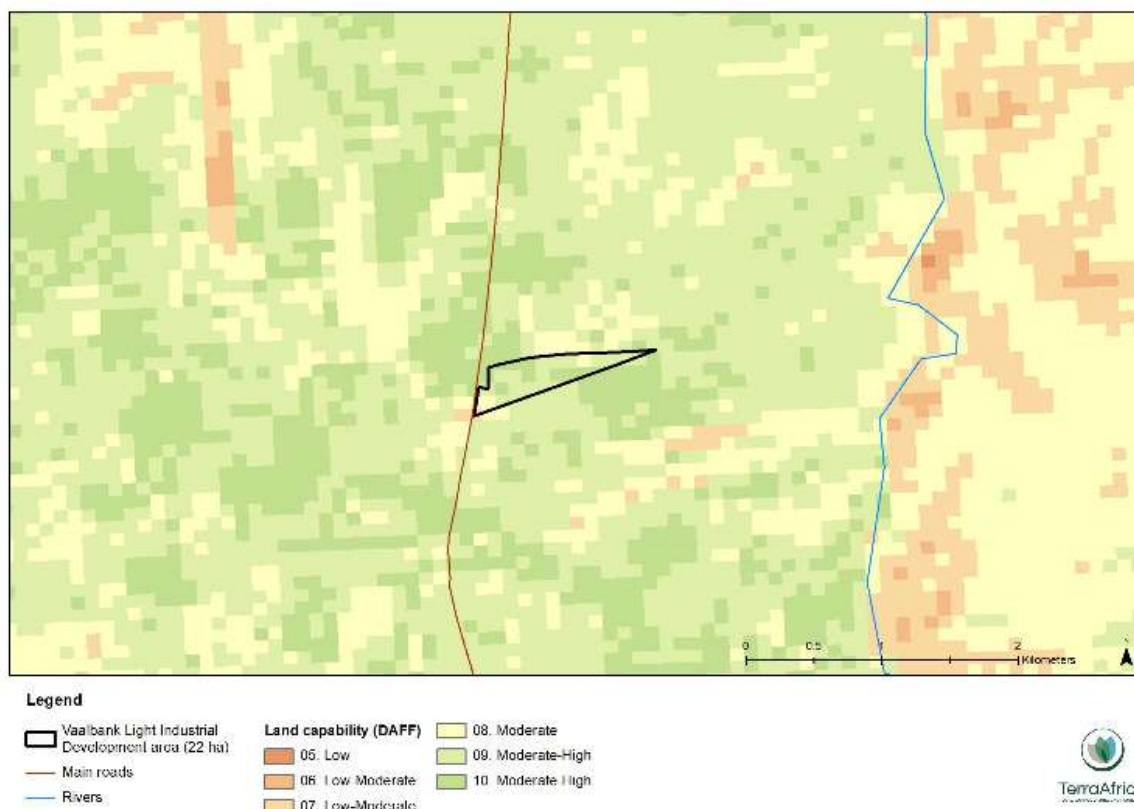 0 0.5 1 2
Kilometers
Legend
Vaalbank Light Industrial
Development area (22 ha)
Main roads
Rivers
Land capability (DAFF)
05. Low
06. Low Moderate
07. Low-Moderate
08. Moderate
09. Moderate-High
10. Moderate High
TerraAfric